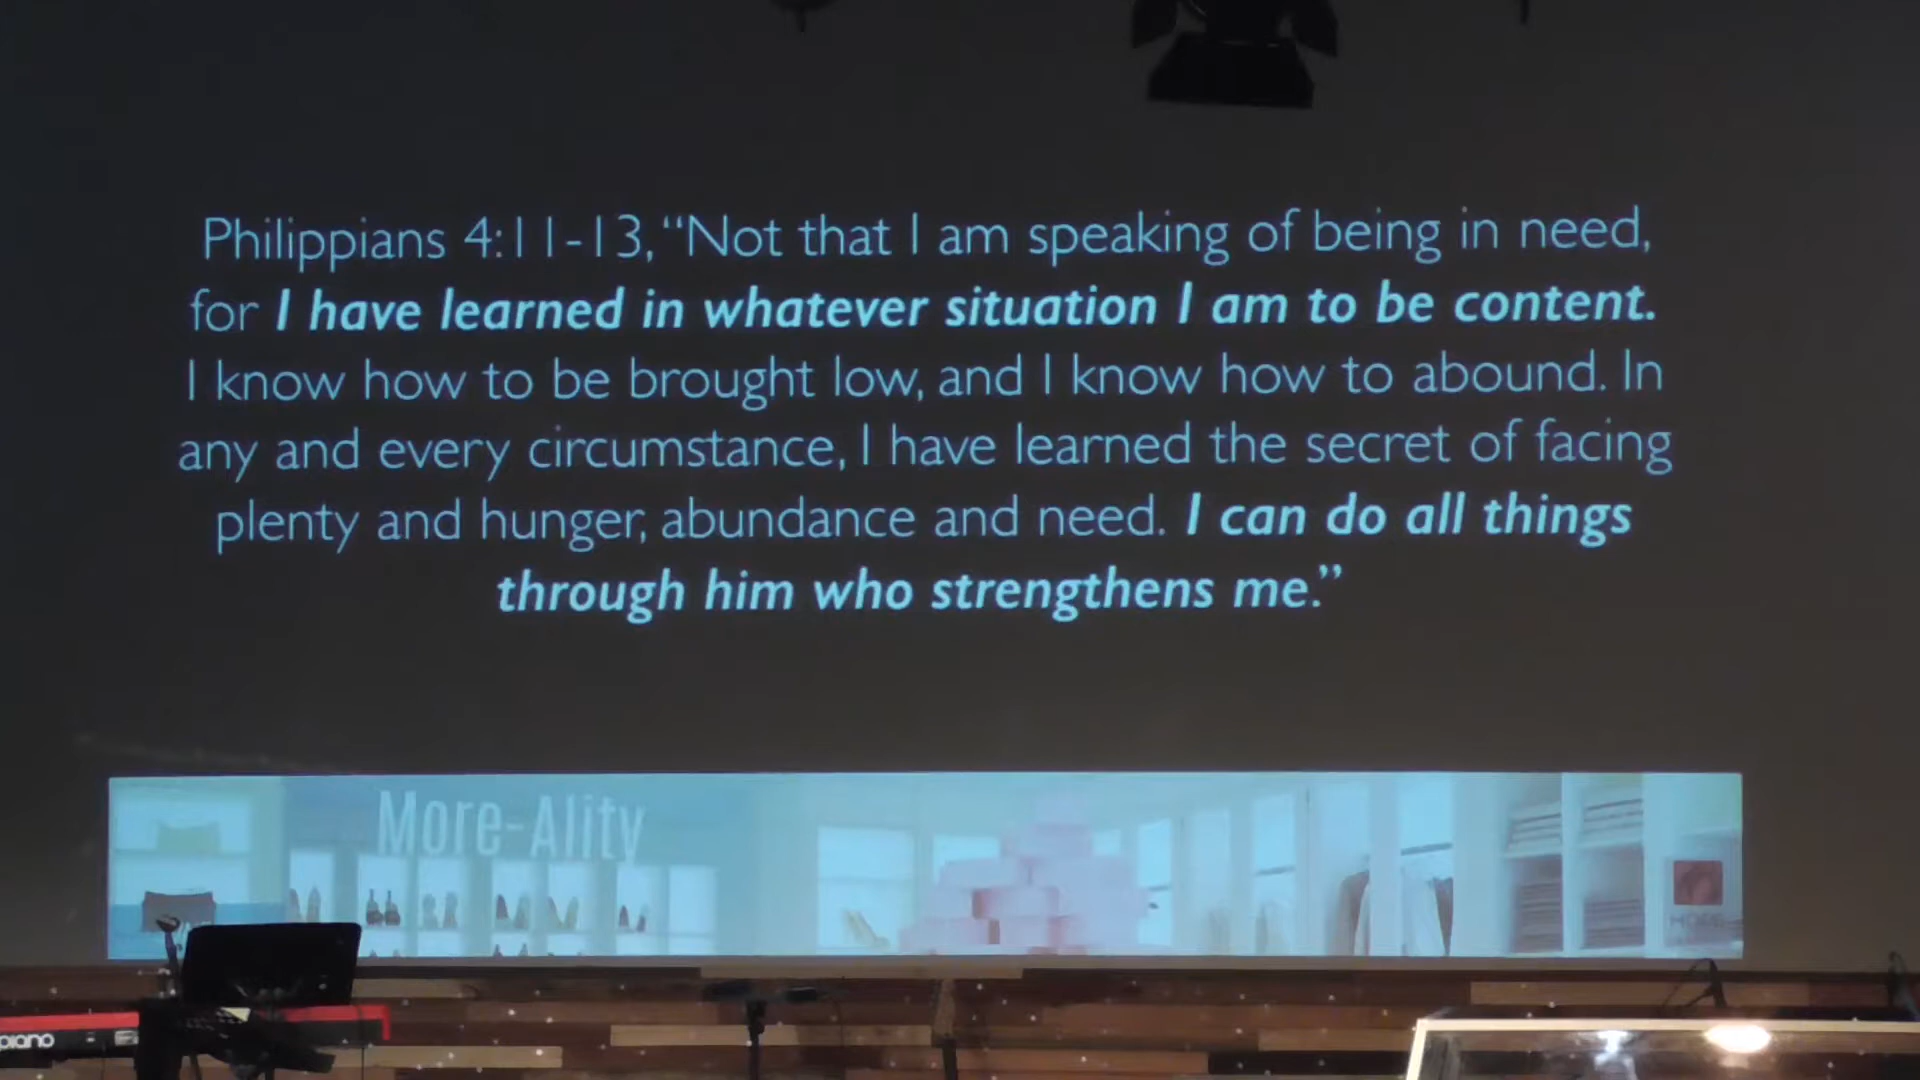 Philippians 4:11-13, “Not that I am speaking of being in need,
for I have learned in whatever situation I am to be content.
I know how to be brought low, and I know how to abound. In
any and every circumstance, I have learned the secret of facing
plenty and hunger, abundance and need. I can do all things
through him who strengthens me.”
More-Ality
HOPE
piano